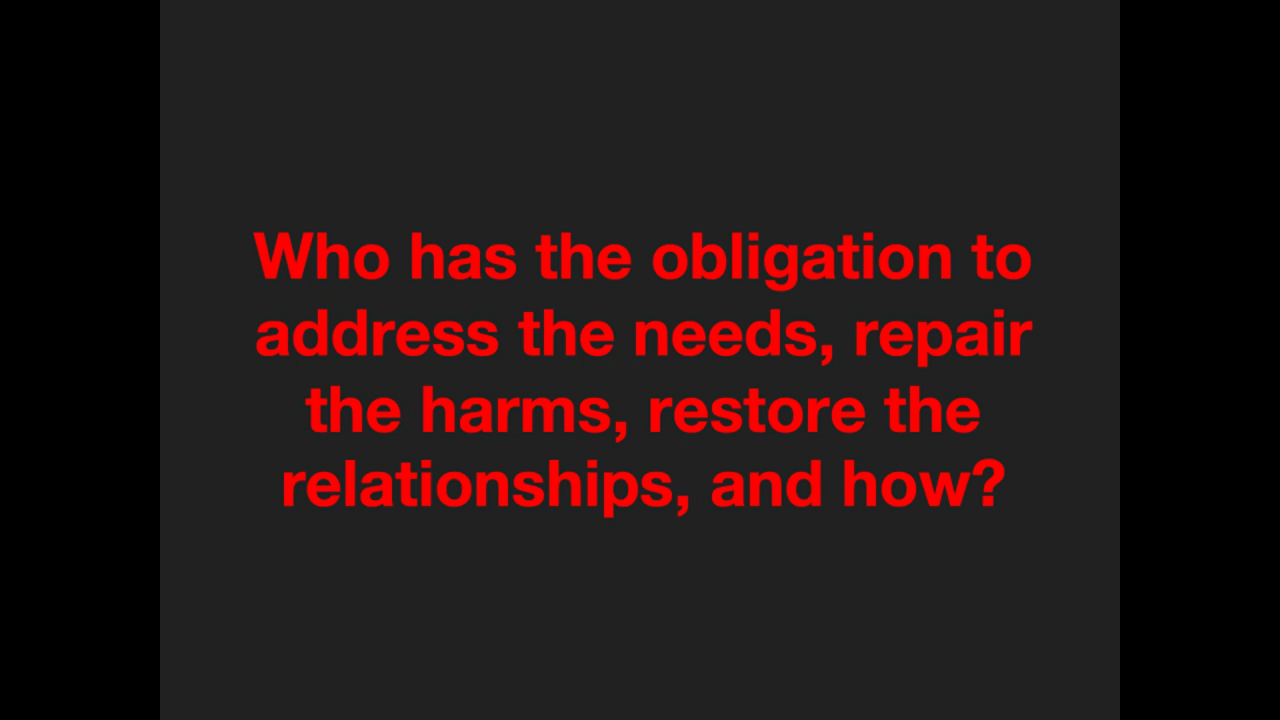 Who has the obligation to
address the needs, repair
the harms, restore the
relationships, and how?